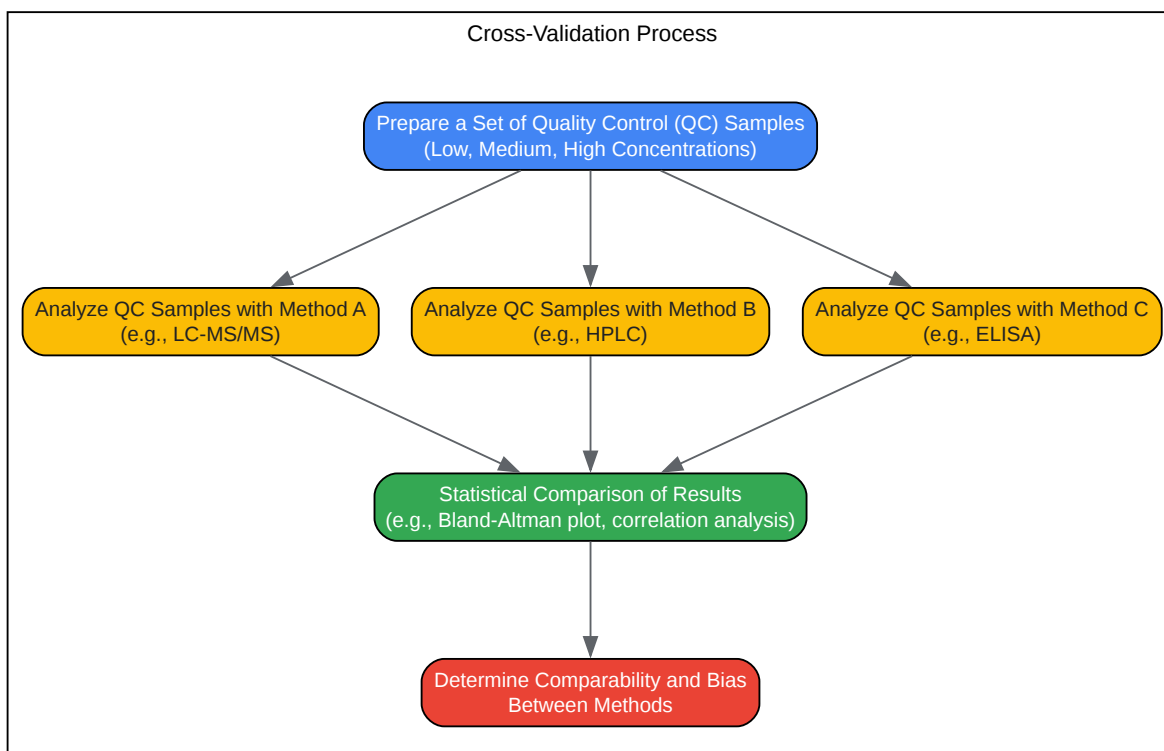 Cross-Validation Process
Prepare a Set of Quality Control (QC) Samples
(Low, Medium, High Concentrations)
Analyze QC Samples with Method A
(e.g., LC-MS/MS)
Analyze QC Samples with Method B
(e.g., HPLC)
Analyze QC Samples with Method C
(e.g., ELISA)
Statistical Comparison of Results
(e.g., Bland-Altman plot, correlation analysis)
Determine Comparability and Bias
Between Methods